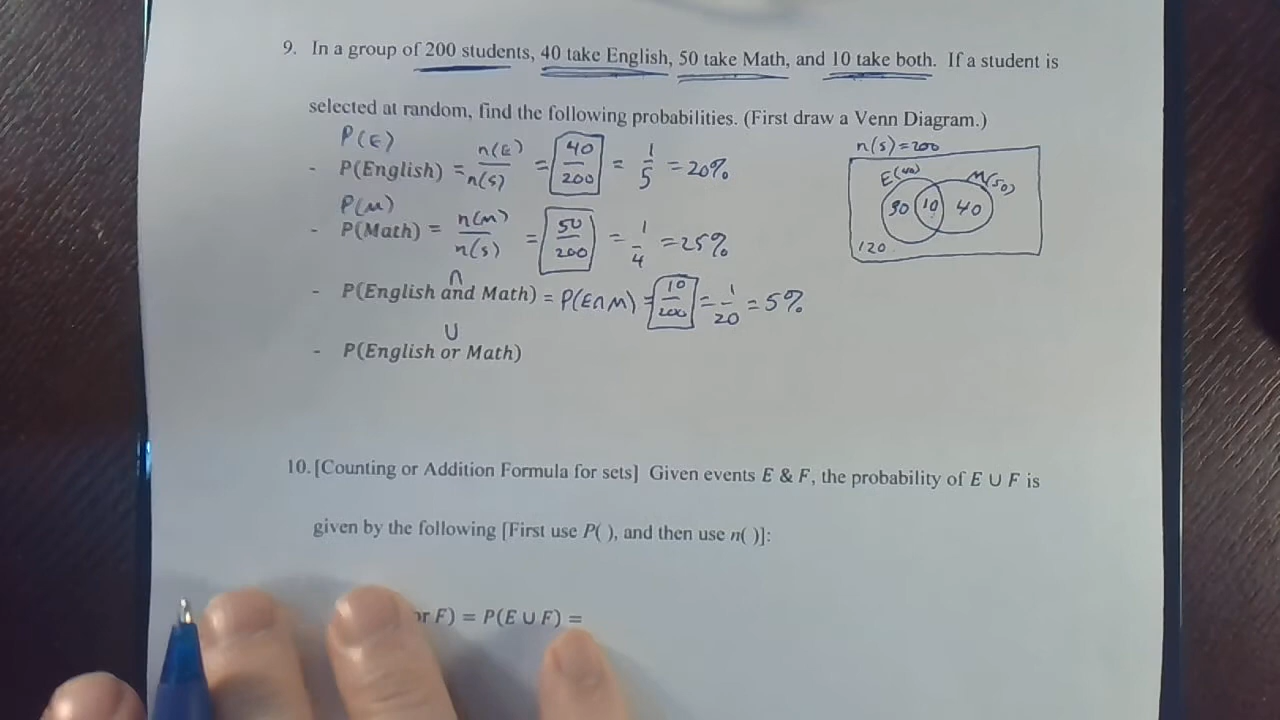 9. In a group of 200 students, 40 take English, 50 take Math, and 10 take both. If a student is
selected at random, find the following probabilities. (First draw a Venn Diagram.)
P(E)
- P(English) = n(E)/n(S) = 40/200 = 1/5 = 20%
P(M)
- P(Math) = n(M)/n(S) = 50/200 = 1/4 = 25%
∩
- P(English and Math) = P(E∩M) = 10/200 = 1/20 = 5%
∪
- P(English or Math)
n(S)=200
E(40) M(50)
30 10 40
120
10. [Counting or Addition Formula for sets] Given events E & F, the probability of E ∪ F is
given by the following [First use P( ), and then use n( )]:
or F) = P(E ∪ F) =